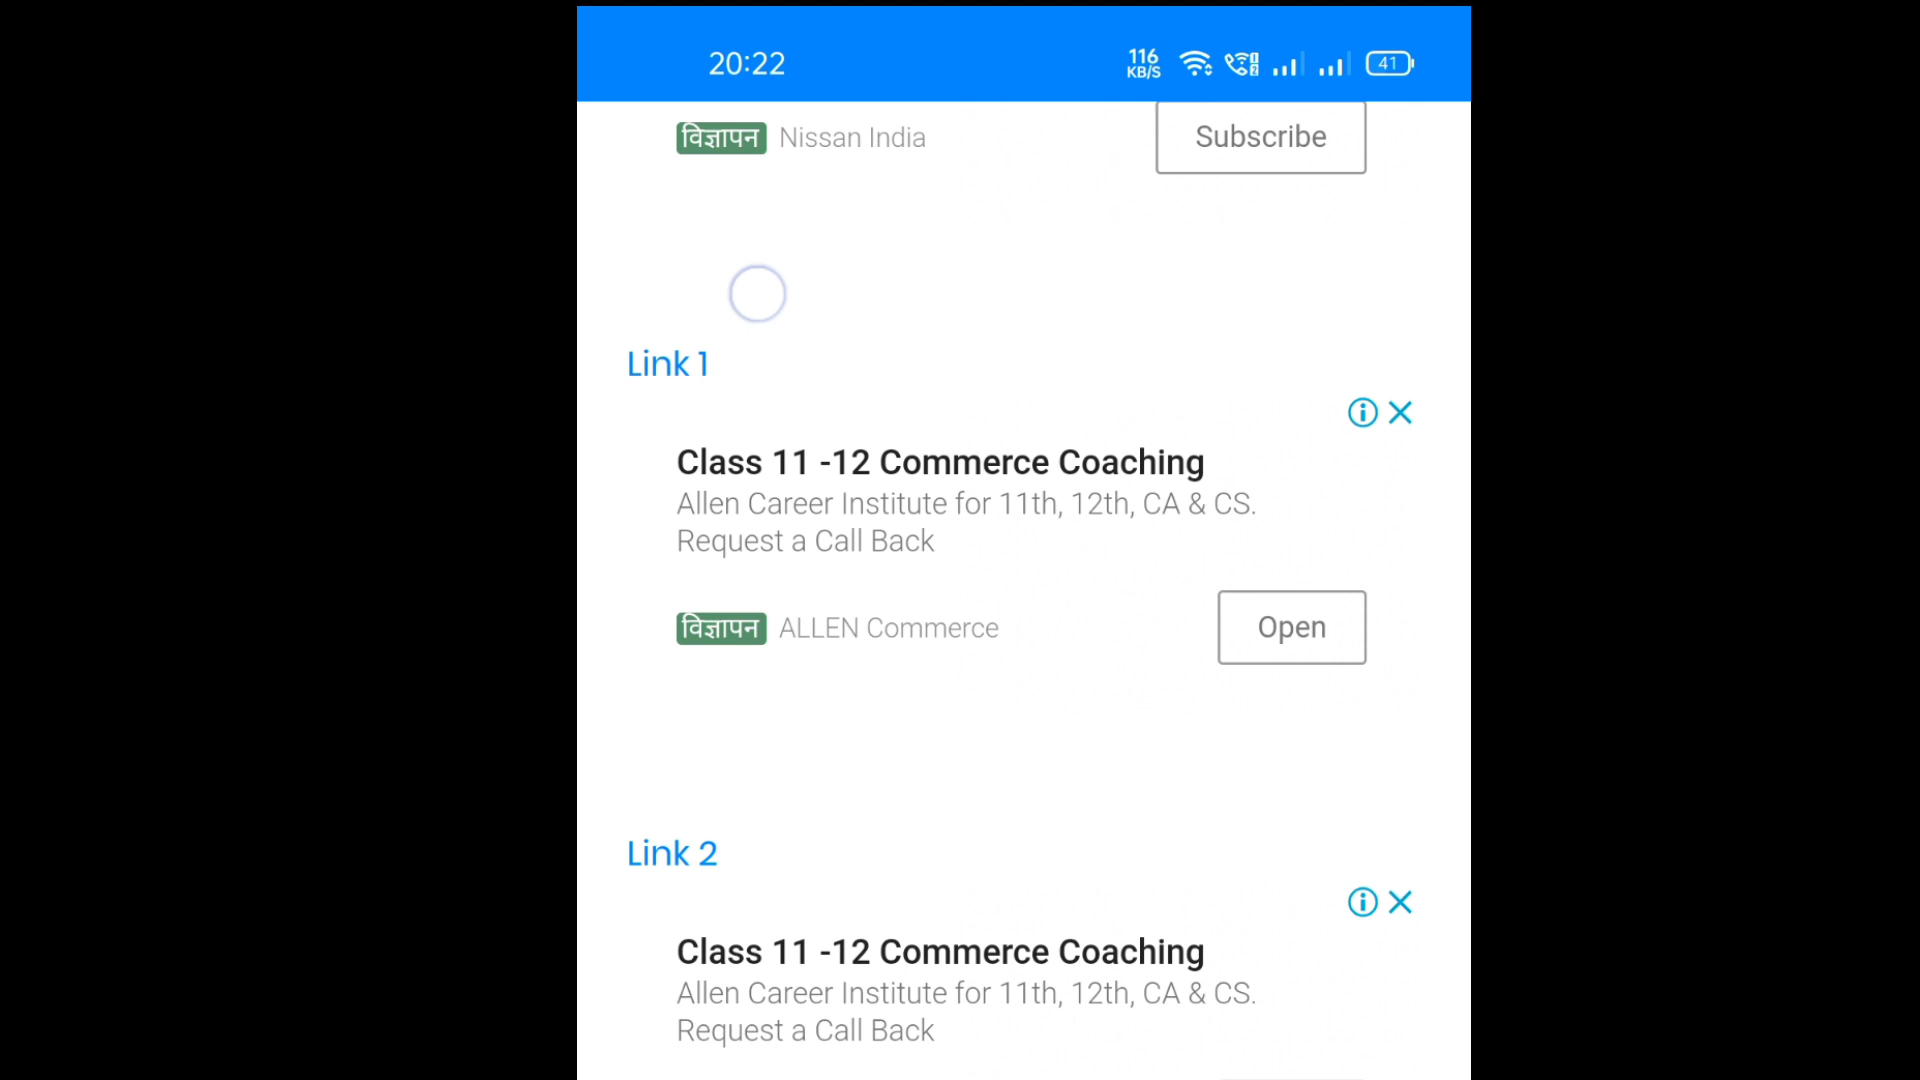 20:22
116
KB/S
41
विज्ञापन Nissan India
Subscribe
Link 1
Class 11 -12 Commerce Coaching
Allen Career Institute for 11th, 12th, CA & CS.
Request a Call Back
विज्ञापन ALLEN Commerce
Open
Link 2
Class 11 -12 Commerce Coaching
Allen Career Institute for 11th, 12th, CA & CS.
Request a Call Back